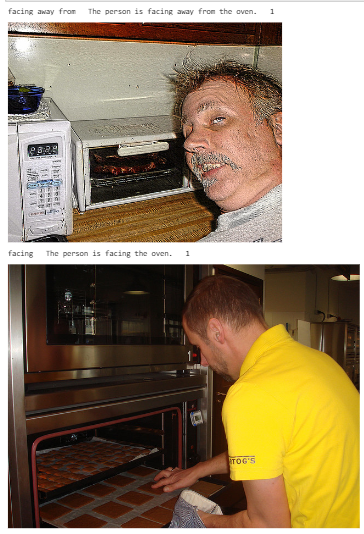 facing away from The person is facing away from the oven. 1
facing The person is facing the oven. 1
TOG'S